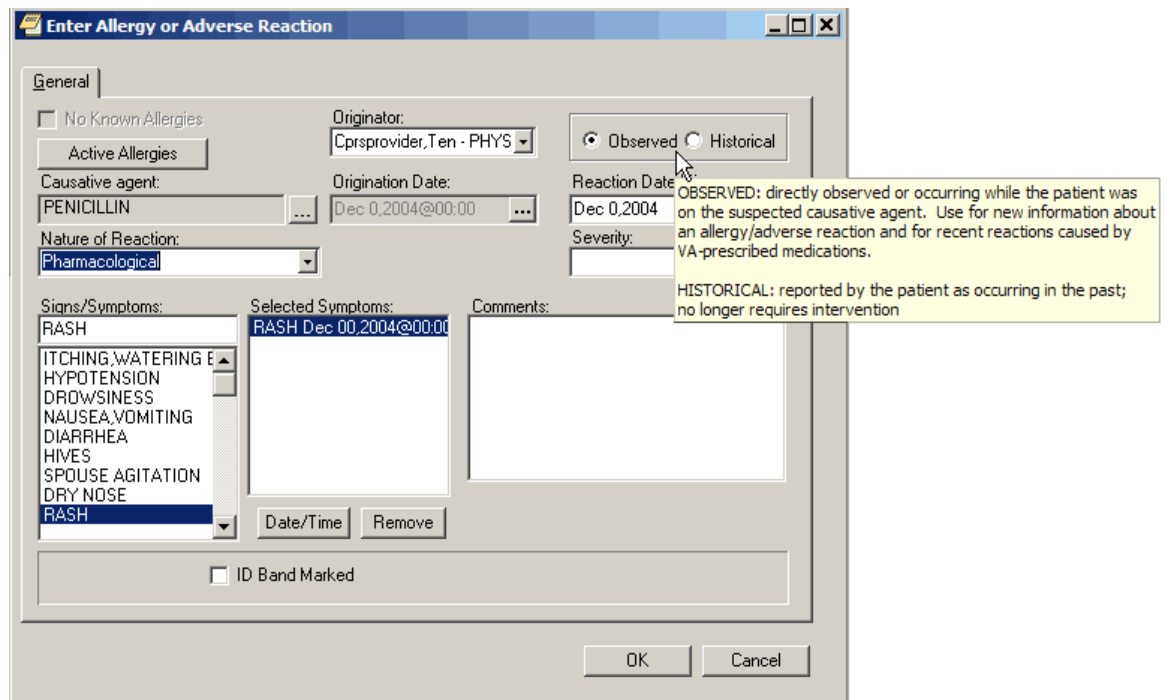 Enter Allergy or Adverse Reaction
General
No Known Allergies
Active Allergies
Originator:
Cprsprovider,Ten - PHYS
Observed
Historical
Causative agent:
PENICILLIN
...
Origination Date:
Dec 0,2004@00:00
...
Reaction Date
Dec 0,2004
Nature of Reaction:
Pharmacological
Severity:
OBSERVED: directly observed or occurring while the patient was
on the suspected causative agent.  Use for new information about
an allergy/adverse reaction and for recent reactions caused by
VA-prescribed medications.
HISTORICAL: reported by the patient as occurring in the past;
no longer requires intervention
Signs/Symptoms:
RASH
ITCHING,WATERING E
HYPOTENSION
DROWSINESS
NAUSEA,VOMITING
DIARRHEA
HIVES
SPOUSE AGITATION
DRY NOSE
RASH
Selected Symptoms:
RASH Dec 00,2004@00:00
Date/Time
Remove
Comments:
ID Band Marked
OK
Cancel